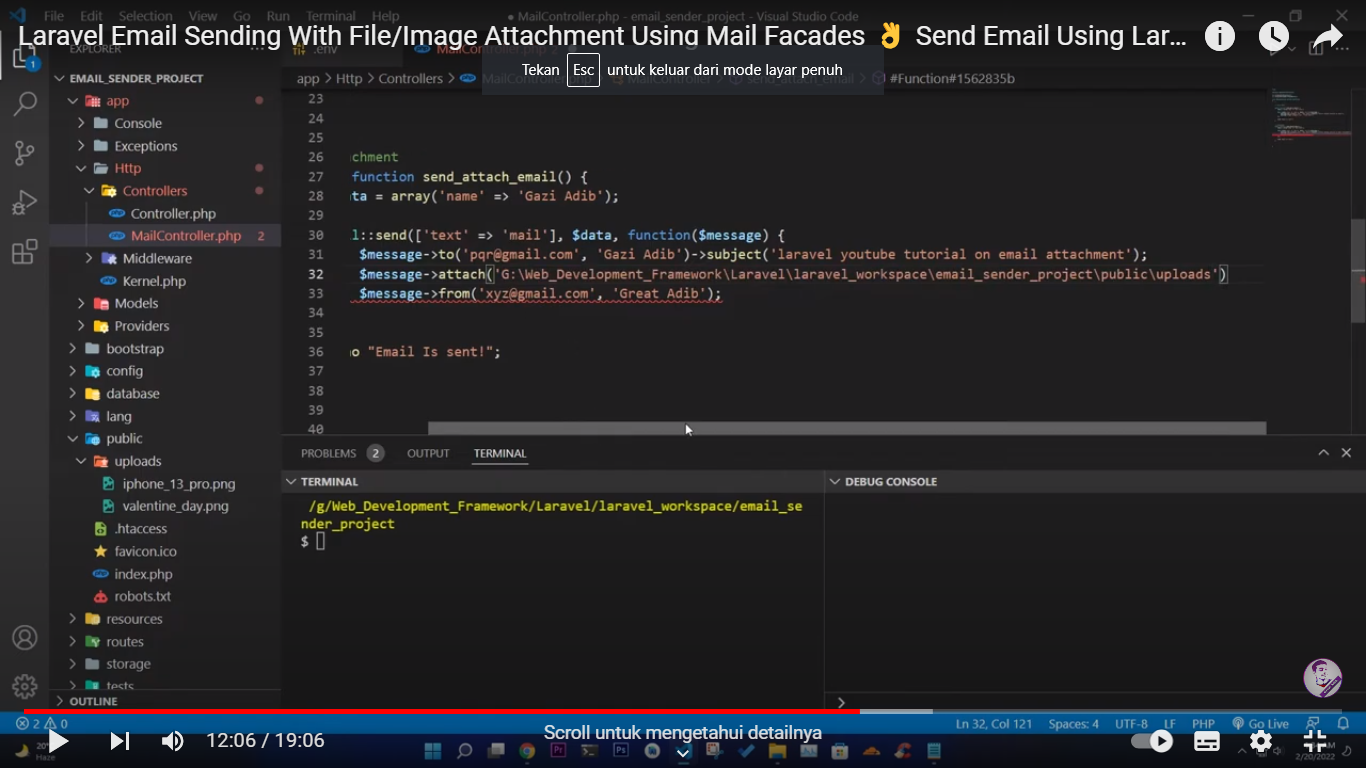 File Edit Selection View Go Run Terminal Help
● MailController.php - email_sender_project - Visual Studio Code
Laravel Email Sending With File/Image Attachment Using Mail Facades 👌 Send Email Using Lar...
EXPLORER
.env
MailController.php
Tekan Esc untuk keluar dari mode layar penuh
app > Http > Controllers > #Function#1562835b
1
EMAIL_SENDER_PROJECT
app
Console
Exceptions
Http
Controllers
Controller.php
MailController.php 2
Middleware
Kernel.php
Models
Providers
bootstrap
config
database
lang
public
uploads
iphone_13_pro.png
valentine_day.png
.htaccess
favicon.ico
index.php
robots.txt
resources
routes
storage
tests
OUTLINE
23
24
25
26 chment
27 function send_attach_email() {
28 ta = array('name' => 'Gazi Adib');
29
30 l::send(['text' => 'mail'], $data, function($message) {
31 $message->to('pqr@gmail.com', 'Gazi Adib')->subject('laravel youtube tutorial on email attachment');
32 $message->attach('G:\Web_Development_Framework\Laravel\laravel_workspace\email_sender_project\public\uploads')
33 $message->from('xyz@gmail.com', 'Great Adib');
34
35
36 o "Email Is sent!";
37
38
39
40
PROBLEMS 2 OUTPUT TERMINAL
TERMINAL
/g/Web_Development_Framework/Laravel/laravel_workspace/email_se
nder_project
$
DEBUG CONSOLE
2 0
Ln 32, Col 121 Spaces: 4 UTF-8 LF PHP Go Live
Scroll untuk mengetahui detailnya
12:06 / 19:06
Haze
2/20/2022